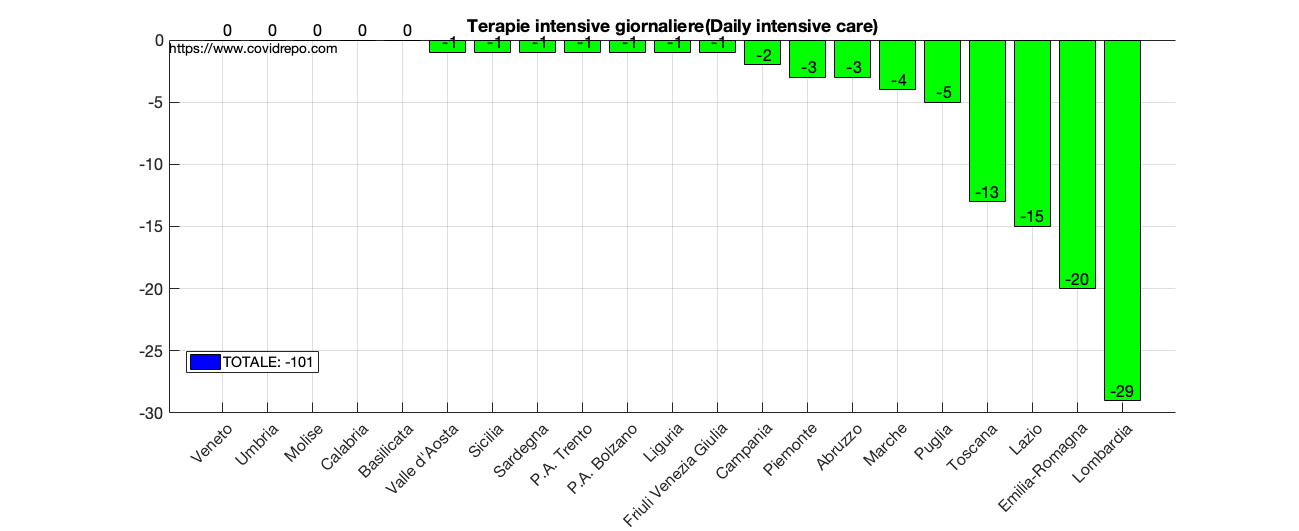 Terapie intensive giornaliere(Daily intensive care)
0 0 0 0 0
https://www.covidrepo.com
-1 -1 -1 -1 -1 -1 -1 -2 -3 -3 -4 -5 -13 -15 -20 -29
0
-5
-10
-15
-20
-25
-30
TOTALE: -101
Veneto
Umbria
Molise
Calabria
Basilicata
Valle d'Aosta
Sicilia
Sardegna
P.A. Trento
P.A. Bolzano
Liguria
Friuli Venezia Giulia
Campania
Piemonte
Abruzzo
Marche
Puglia
Toscana
Lazio
Emilia-Romagna
Lombardia